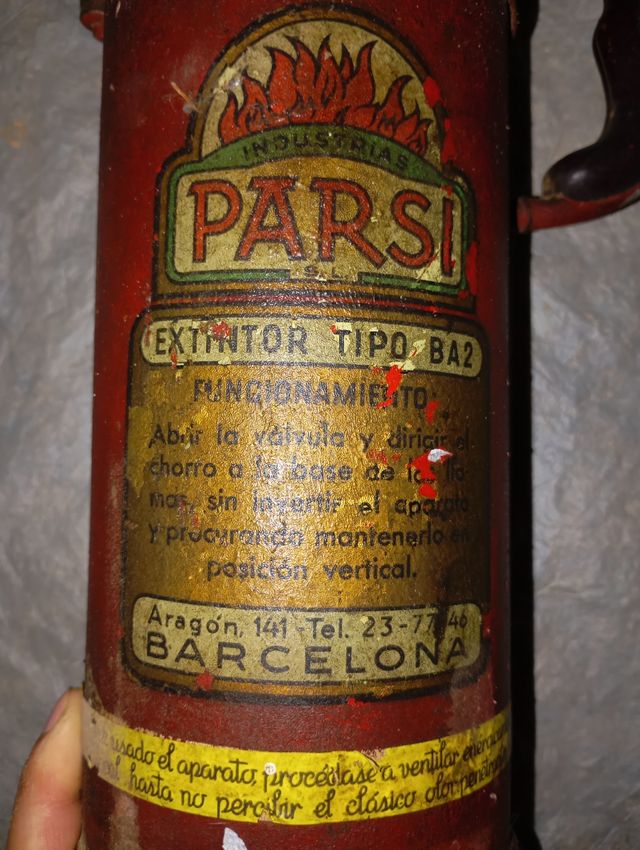 INDUSTRIAS
PARSI
S.L.
EXTINTOR TIPO BA2
FUNCIONAMIENTO:
Abrir la válvula y dirigir el
chorro a la base de las lla-
mas, sin invertir el aparato
y procurando mantenerlo en
posición vertical.
Aragón, 141 - Tel. 23-77-46
BARCELONA
usado el aparato procédase a ventilar
hasta no percibir el clásico olor